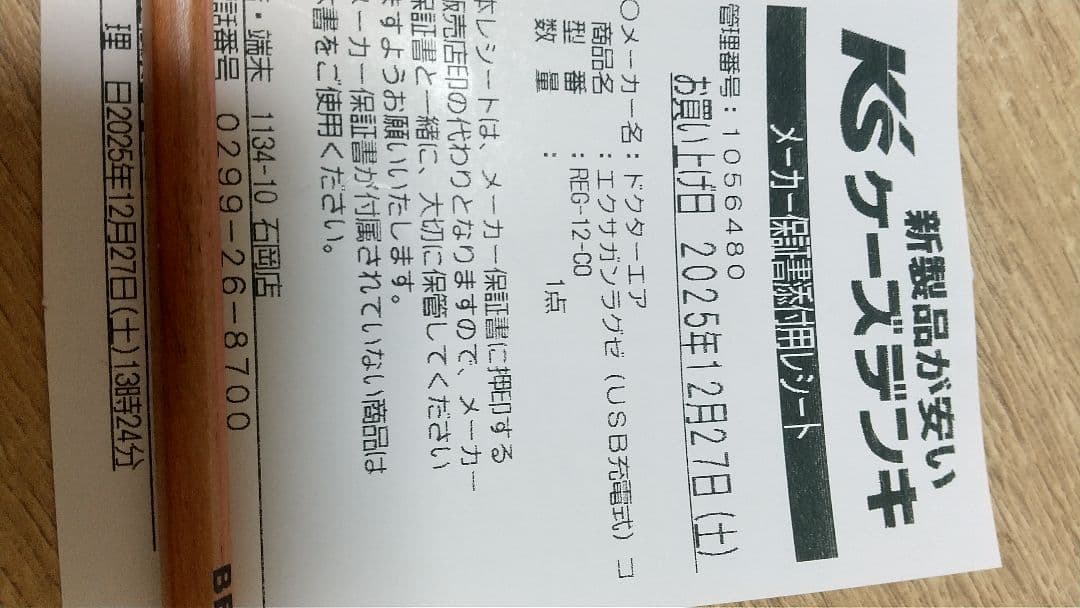 新製品が安い
K'S ケーズデンキ
メーカー保証書添付用レシート
管理番号：１０５６４８０
お買い上げ日 2025年12月27日(土)
○メーカー名：ドクターエア
商品名：エクサガンラグゼ（ＵＳＢ充電式）コ
型番：REG-12-CO
数量： 1点
本レシートは、メーカー保証書に押印する
販売店印の代わりとなりますので、メーカー
保証書と一緒に、大切に保管してください
ますようお願いいたします。
メーカー保証書が付属されていない商品は
書をご使用ください。
・端末 1134-10 石岡店
話番号 ０２９９－２６－８７００
理 日2025年12月27日(土)13時24分